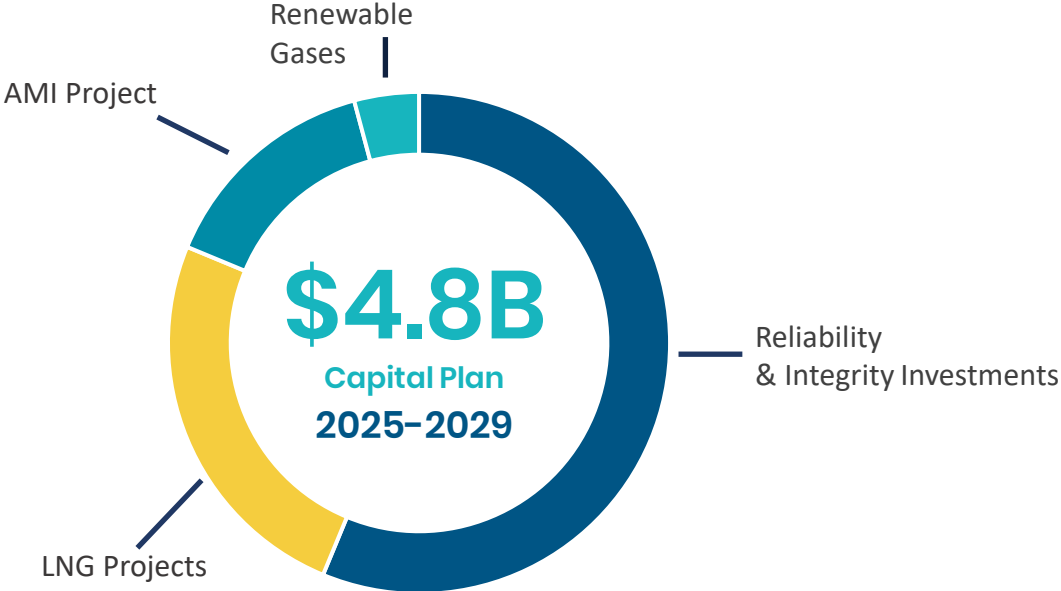 Renewable
Gases
AMI Project
$4.8B
Capital Plan
2025-2029
Reliability
& Integrity Investments
LNG Projects